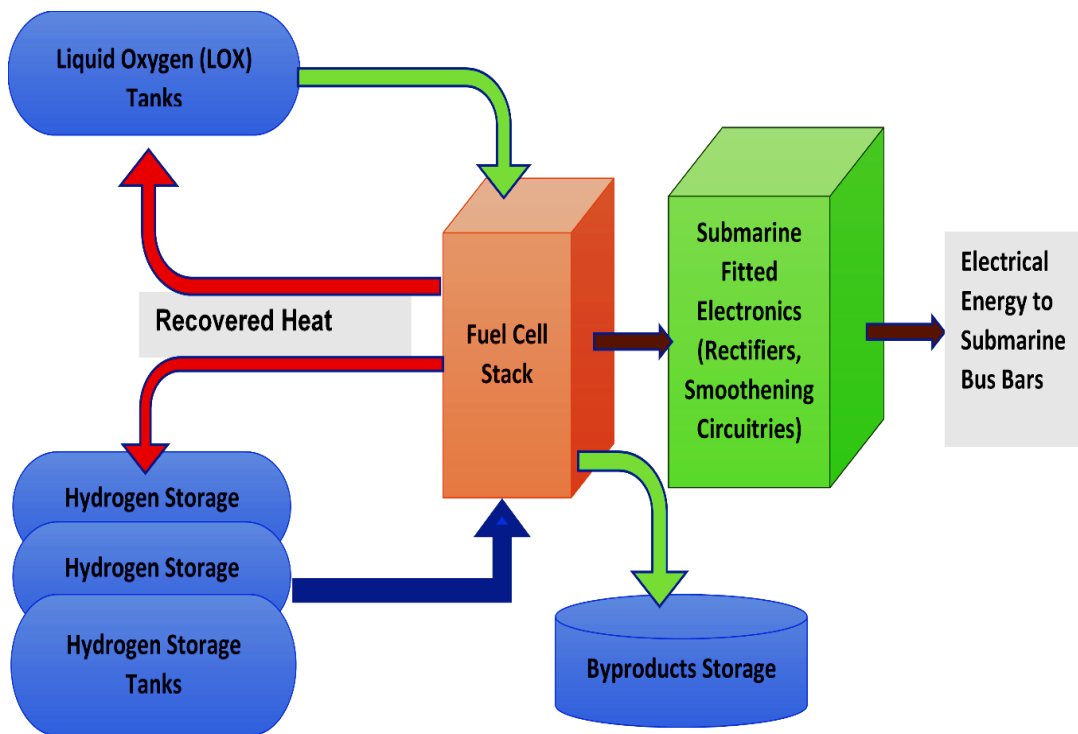 Liquid Oxygen (LOX)
Tanks
Recovered Heat
Fuel Cell
Stack
Submarine
Fitted
Electronics
(Rectifiers,
Smoothening
Circuitries)
Electrical
Energy to
Submarine
Bus Bars
Hydrogen Storage
Hydrogen Storage
Hydrogen Storage
Tanks
Byproducts Storage